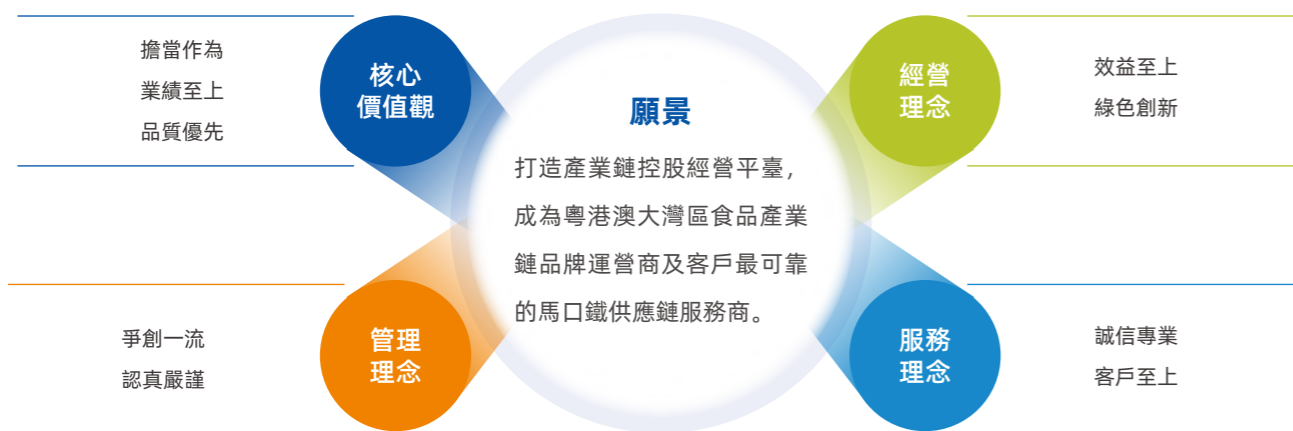 擔當作為
業績至上
品質優先
核心
價值觀
願景
打造產業鏈控股經營平臺，
成為粵港澳大灣區食品產業
鏈品牌運營商及客戶最可靠
的馬口鐵供應鏈服務商。
經營
理念
效益至上
綠色創新
爭創一流
認真嚴謹
管理
理念
服務
理念
誠信專業
客戶至上